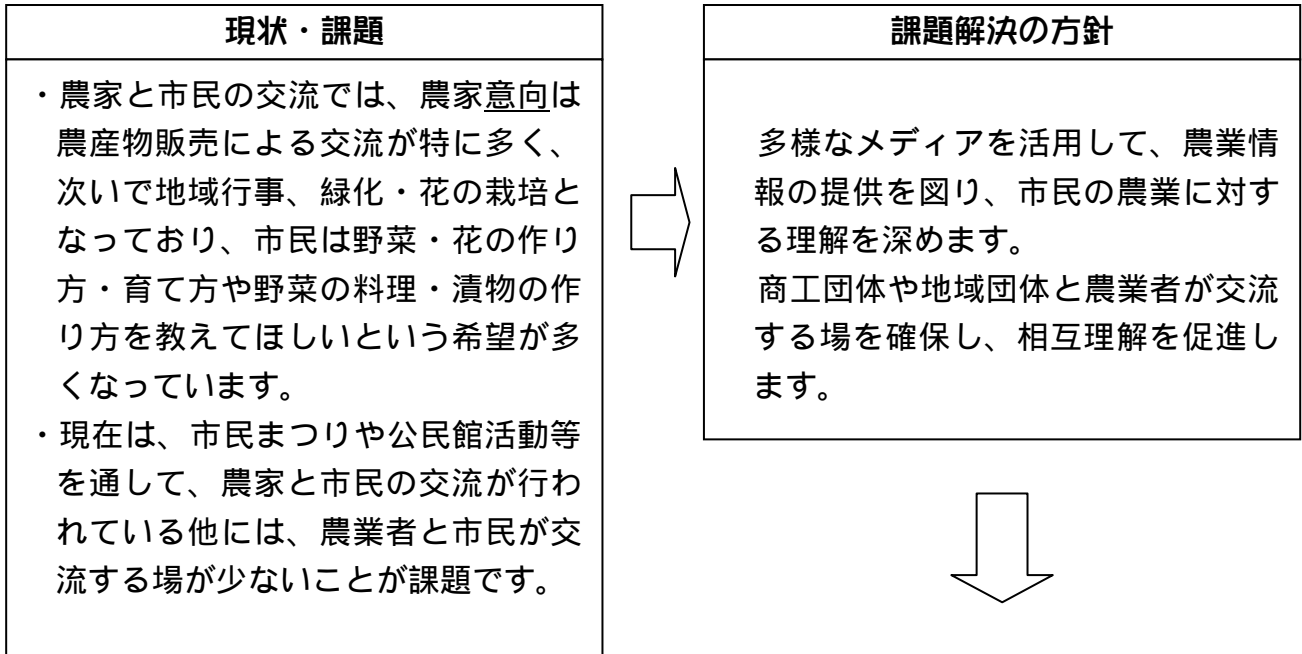 現状・課題
・農家と市民の交流では、農家意向は
農産物販売による交流が特に多く、
次いで地域行事、緑化・花の栽培と
なっており、市民は野菜・花の作り
方・育て方や野菜の料理・漬物の作
り方を教えてほしいという希望が多
くなっています。
・現在は、市民まつりや公民館活動等
を通して、農家と市民の交流が行わ
れている他には、農業者と市民が交
流する場が少ないことが課題です。
課題解決の方針
多様なメディアを活用して、農業情
報の提供を図り、市民の農業に対す
る理解を深めます。
商工団体や地域団体と農業者が交流
する場を確保し、相互理解を促進し
ます。